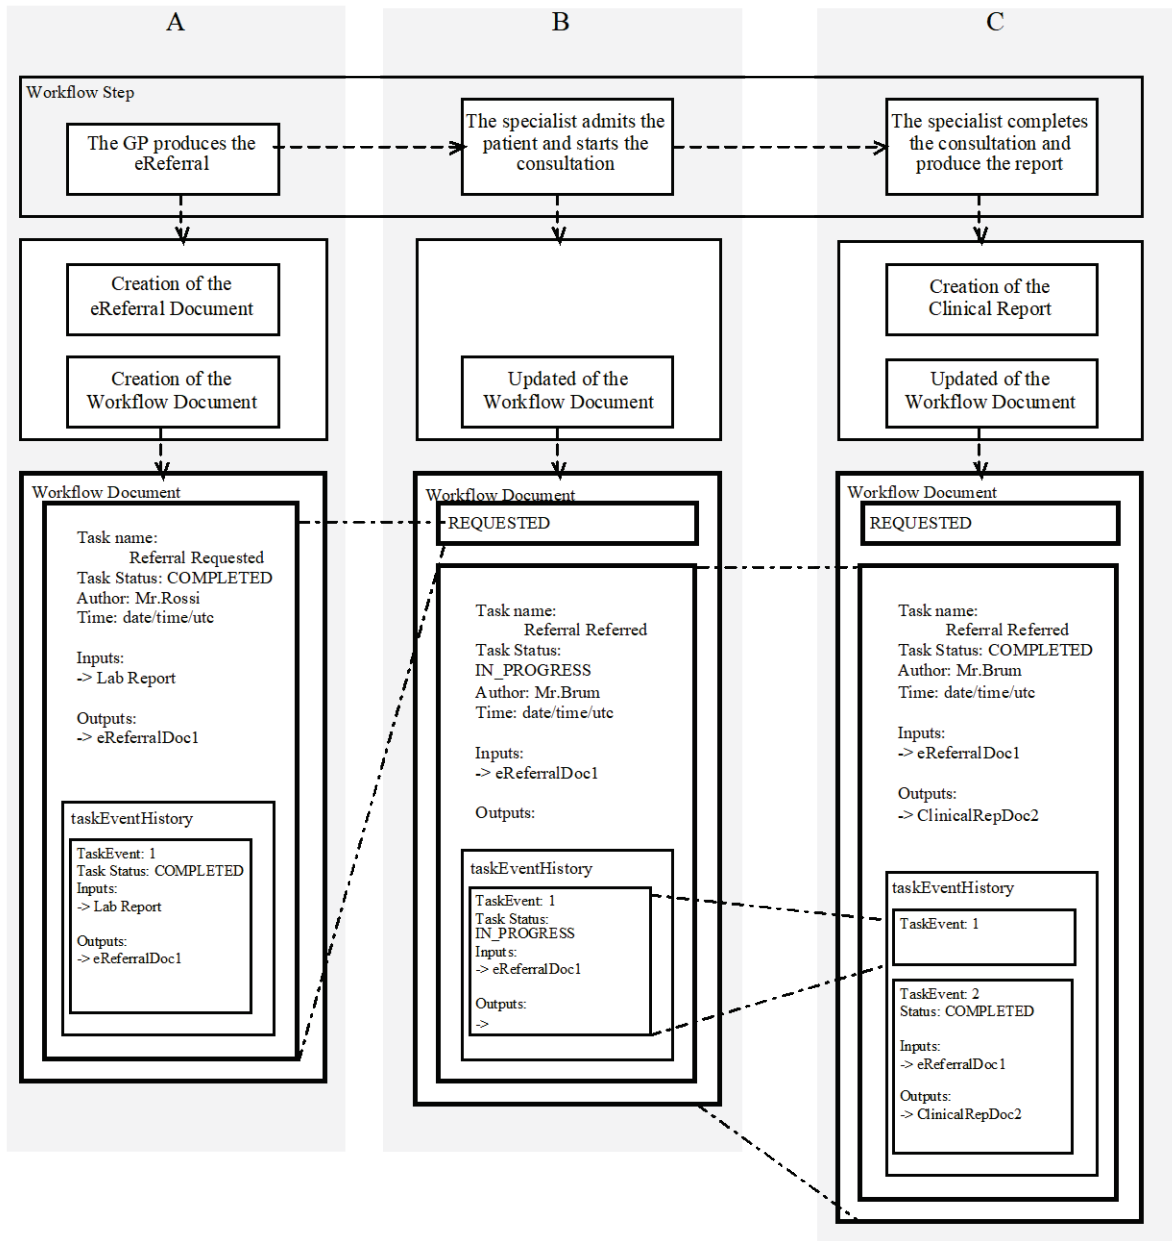 A
B
C
Workflow Step
The GP produces the
eReferral
The specialist admits the
patient and starts the
consultation
The specialist completes
the consultation and
produce the report
Creation of the
eReferral Document
Creation of the
Workflow Document
Updated of the
Workflow Document
Creation of the
Clinical Report
Updated of the
Workflow Document
Workflow Document
Task name:
Referral Requested
Task Status: COMPLETED
Author: Mr.Rossi
Time: date/time/utc
Inputs:
-> Lab Report
Outputs:
-> eReferralDoc1
taskEventHistory
TaskEvent: 1
Task Status: COMPLETED
Inputs:
-> Lab Report
Outputs:
-> eReferralDoc1
Workflow Document
REQUESTED
Task name:
Referral Referred
Task Status:
IN_PROGRESS
Author: Mr.Brum
Time: date/time/utc
Inputs:
-> eReferralDoc1
Outputs:
taskEventHistory
TaskEvent: 1
Task Status:
IN_PROGRESS
Inputs:
-> eReferralDoc1
Outputs:
->
Workflow Document
REQUESTED
Task name:
Referral Referred
Task Status: COMPLETED
Author: Mr.Brum
Time: date/time/utc
Inputs:
-> eReferralDoc1
Outputs:
-> ClinicalRepDoc2
taskEventHistory
TaskEvent: 1
TaskEvent: 2
Status: COMPLETED
Inputs:
-> eReferralDoc1
Outputs:
-> ClinicalRepDoc2